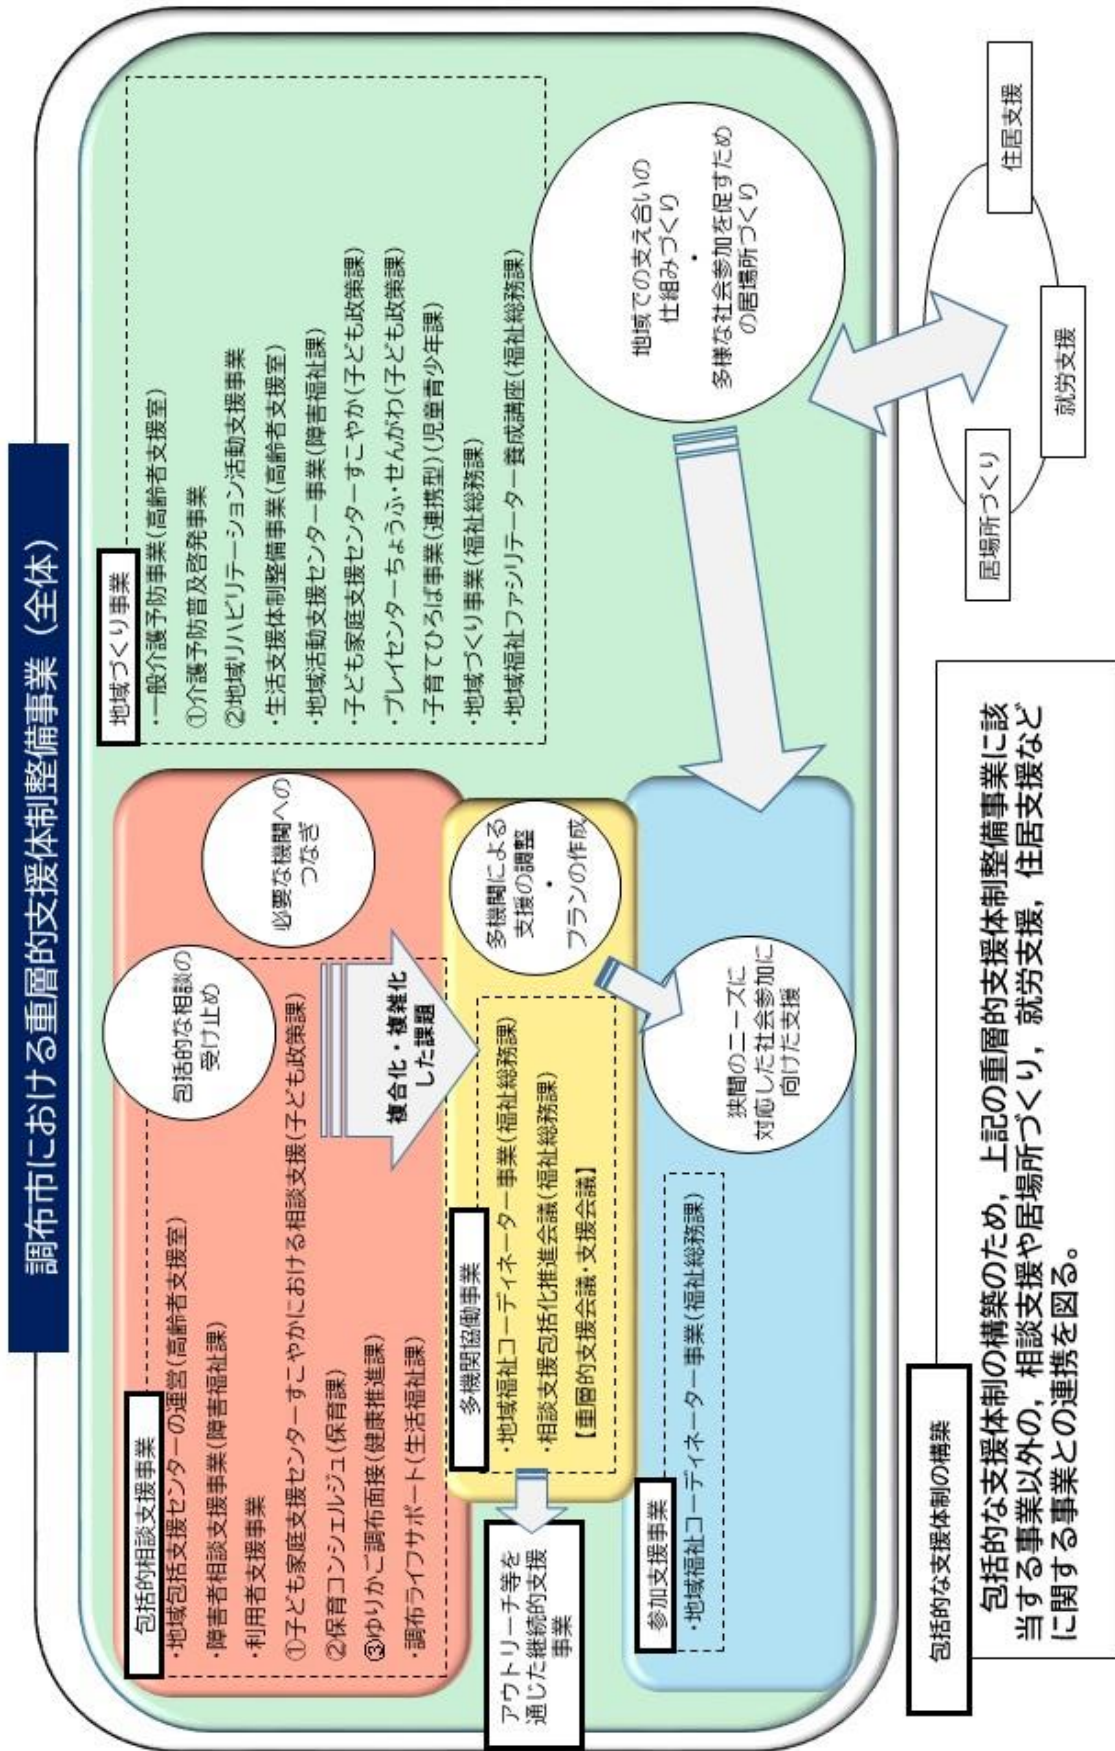 調布市における重層的支援体制整備事業（全体）
包括的相談支援事業
・地域包括支援センターの運営(高齢者支援室)
・障害者相談支援事業(障害福祉課)
・利用者支援事業
①子ども家庭支援センターすこやかにおける相談支援(子ども政策課)
②保育コンシェルジュ(保育課)
③ゆりかご調布面接(健康推進課)
・調布ライフサポート(生活福祉課)
包括的な相談の
受け止め
必要な機関への
つなぎ
複合化・複雑化
した課題
多機関協働事業
・地域福祉コーディネーター事業(福祉総務課)
・相談支援包括化推進会議(福祉総務課)
【重層的支援会議・支援会議】
多機関による
支援の調整
・
プランの作成
アウトリーチ等を
通じた継続的支援
事業
参加支援事業
・地域福祉コーディネーター事業(福祉総務課)
狭間のニーズに
対応した社会参加に
向けた支援
地域づくり事業
・一般介護予防事業(高齢者支援室)
①介護予防普及啓発事業
②地域リハビリテーション活動支援事業
・生活支援体制整備事業(高齢者支援室)
・地域活動支援センター事業(障害福祉課)
・子ども家庭支援センターすこやか(子ども政策課)
・プレイセンターちょうふ・せんがわ(子ども政策課)
・子育てひろば事業(連携型)(児童青少年課)
・地域づくり事業(福祉総務課)
・地域福祉ファシリテーター養成講座(福祉総務課)
地域での支え合いの
仕組みづくり
・
多様な社会参加を促すため
の居場所づくり
包括的な支援体制の構築
包括的な支援体制の構築のため，上記の重層的支援体制整備事業に該
当する事業以外の，相談支援や居場所づくり，就労支援，住居支援など
に関する事業との連携を図る。
居場所づくり
就労支援
住居支援